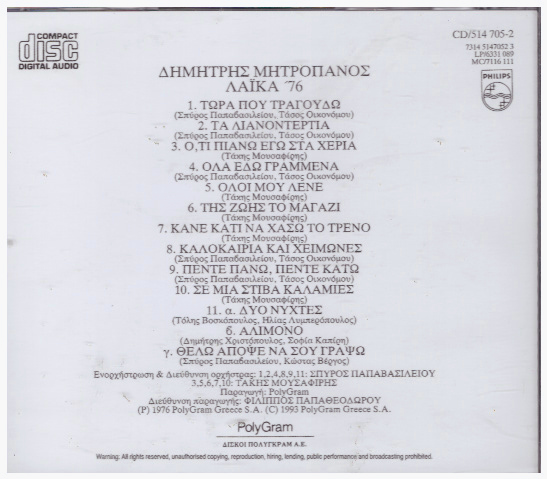 COMPACT
disc
DIGITAL AUDIO
CD/514 705-2
7314 5147052 3
LP/6331 089
MC/7116 111
PHILIPS
ΔΗΜΗΤΡΗΣ ΜΗΤΡΟΠΑΝΟΣ
ΛΑΪΚΑ '76
1. ΤΩΡΑ ΠΟΥ ΤΡΑΓΟΥΔΩ
(Σπύρος Παπαβασιλείου, Τάσος Οικονόμου)
2. ΤΑ ΛΙΑΝΟΝΤΕΡΤΙΑ
(Σπύρος Παπαβασιλείου, Τάσος Οικονόμου)
3. Ο,ΤΙ ΠΙΑΝΩ ΕΓΩ ΣΤΑ ΧΕΡΙΑ
(Τάκης Μουσαφίρης)
4. ΟΛΑ ΕΔΩ ΓΡΑΜΜΕΝΑ
(Σπύρος Παπαβασιλείου, Τάσος Οικονόμου)
5. ΟΛΟΙ ΜΟΥ ΛΕΝΕ
(Τάκης Μουσαφίρης)
6. ΤΗΣ ΖΩΗΣ ΤΟ ΜΑΓΑΖΙ
(Τάκης Μουσαφίρης)
7. ΚΑΝΕ ΚΑΤΙ ΝΑ ΧΑΣΩ ΤΟ ΤΡΕΝΟ
(Τάκης Μουσαφίρης)
8. ΚΑΛΟΚΑΙΡΙΑ ΚΑΙ ΧΕΙΜΩΝΕΣ
(Σπύρος Παπαβασιλείου, Τάσος Οικονόμου)
9. ΠΕΝΤΕ ΠΑΝΩ, ΠΕΝΤΕ ΚΑΤΩ
(Σπύρος Παπαβασιλείου, Τάσος Οικονόμου)
10. ΣΕ ΜΙΑ ΣΤΙΒΑ ΚΑΛΑΜΙΕΣ
(Τάκης Μουσαφίρης)
11. α. ΔΥΟ ΝΥΧΤΕΣ
(Τόλης Βοσκόπουλος, Ηλίας Λυμπερόπουλος)
β. ΑΛΙΜΟΝΟ
(Δημήτρης Χριστόπουλος, Σοφία Καπίρη)
γ. ΘΕΛΩ ΑΠΟΨΕ ΝΑ ΣΟΥ ΓΡΑΨΩ
(Σπύρος Παπαβασιλείου, Κώστας Βέργος)
Ενορχήστρωση & Διεύθυνση ορχήστρας: 1,2,4,8,9,11: ΣΠΥΡΟΣ ΠΑΠΑΒΑΣΙΛΕΙΟΥ
3,5,6,7,10: ΤΑΚΗΣ ΜΟΥΣΑΦΙΡΗΣ
Παραγωγή: PolyGram
Διεύθυνση παραγωγής: ΦΙΛΙΠΠΟΣ ΠΑΠΑΘΕΟΔΩΡΟΥ
(P) 1976 PolyGram Greece S.A. (C) 1993 PolyGram Greece S.A.
PolyGram
ΔΙΣΚΟΙ ΠΟΛΥΓΚΡΑΜ Α.Ε.
Warning: All rights reserved, unauthorised copying, reproduction, hiring, lending, public performance and broadcasting prohibited.